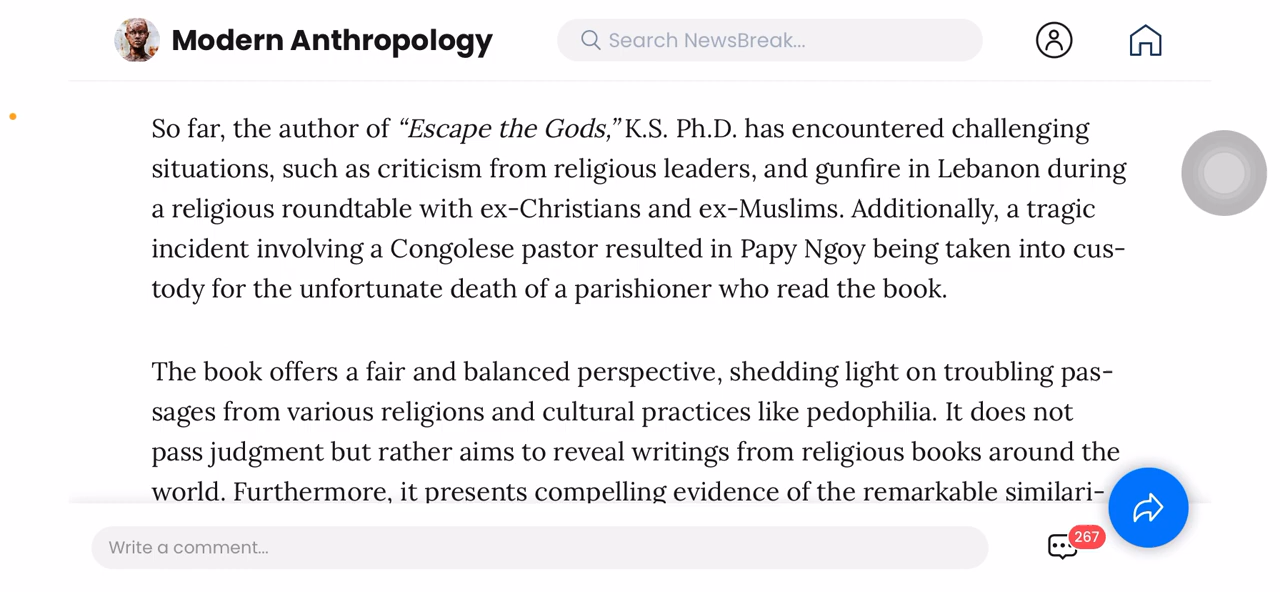 Modern Anthropology
Search NewsBreak...
So far, the author of “Escape the Gods,” K.S. Ph.D. has encountered challenging
situations, such as criticism from religious leaders, and gunfire in Lebanon during
a religious roundtable with ex-Christians and ex-Muslims. Additionally, a tragic
incident involving a Congolese pastor resulted in Papy Ngoy being taken into cus-
tody for the unfortunate death of a parishioner who read the book.
The book offers a fair and balanced perspective, shedding light on troubling pas-
sages from various religions and cultural practices like pedophilia. It does not
pass judgment but rather aims to reveal writings from religious books around the
world. Furthermore, it presents compelling evidence of the remarkable similari-
Write a comment...
267